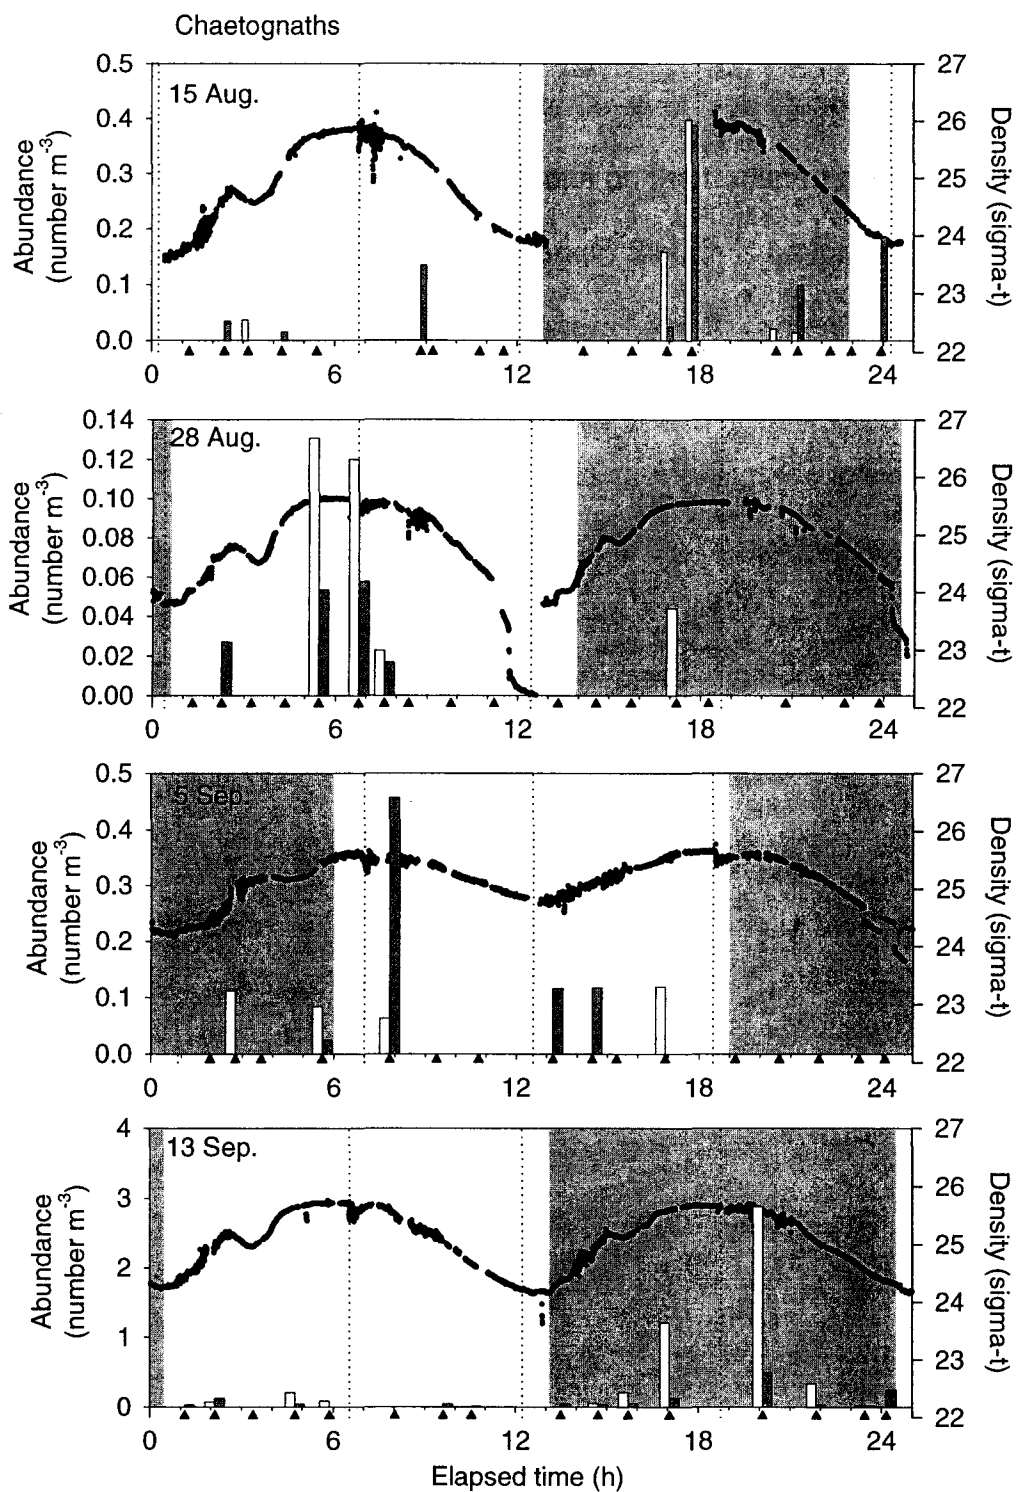 Chaetognaths
15 Aug.
0.5
0.4
0.3
0.2
0.1
0.0
Abundance
(number m-3)
27
26
25
24
23
22
Density (sigma-t)
0 6 12 18 24
28 Aug.
0.14
0.12
0.10
0.08
0.06
0.04
0.02
0.00
Abundance
(number m-3)
27
26
25
24
23
22
Density (sigma-t)
0 6 12 18 24
5 Sep.
0.5
0.4
0.3
0.2
0.1
0.0
Abundance
(number m-3)
27
26
25
24
23
22
Density (sigma-t)
0 6 12 18 24
13 Sep.
4
3
2
1
0
Abundance
(number m-3)
27
26
25
24
23
22
Density (sigma-t)
0 6 12 18 24
Elapsed time (h)